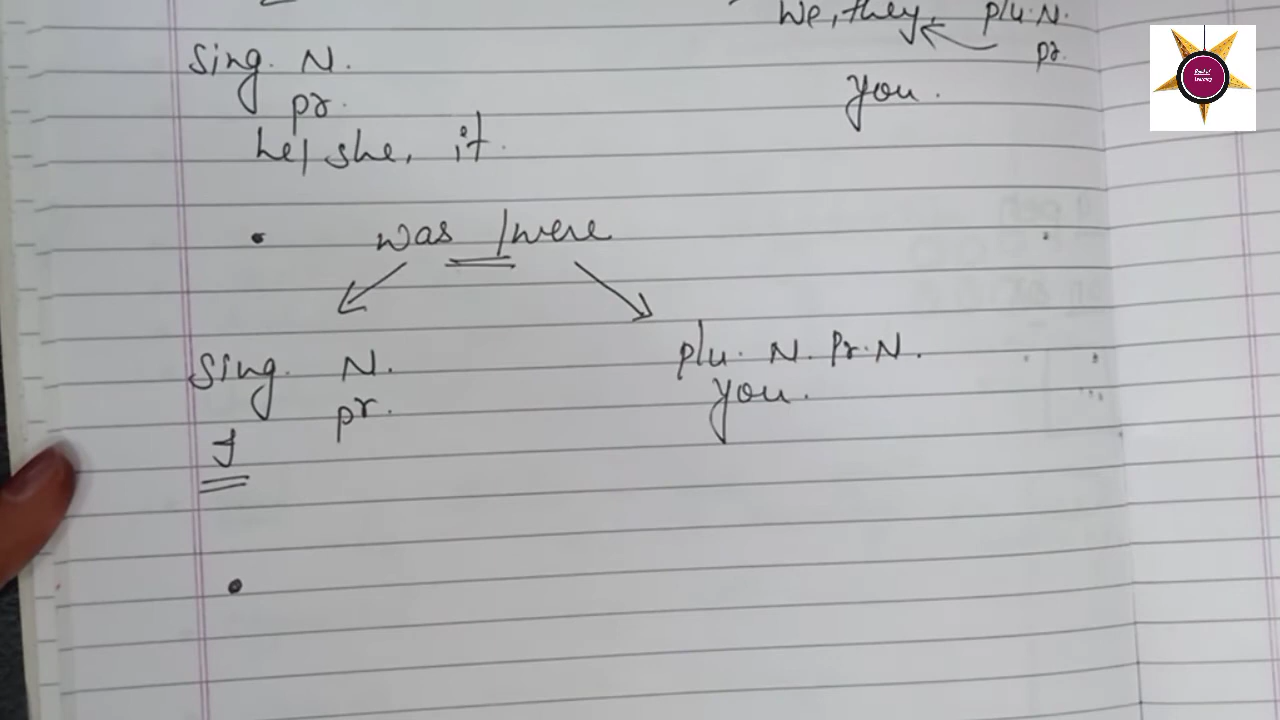 We, they, plu. N.
Sing. N.
pr.
pr.
you.
he/she, it.
• was / were
Sing. N.
plu. N. Pr. N.
pr.
you.
I
•